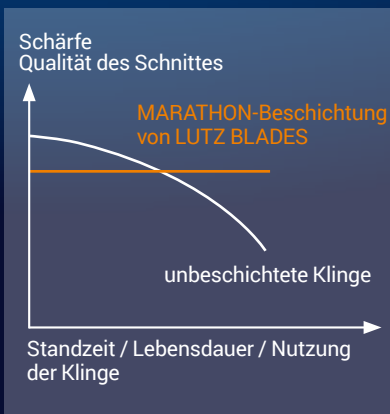 Schärfe
Qualität des Schnittes
MARATHON-Beschichtung
von LUTZ BLADES
unbeschichtete Klinge
Standzeit / Lebensdauer / Nutzung
der Klinge